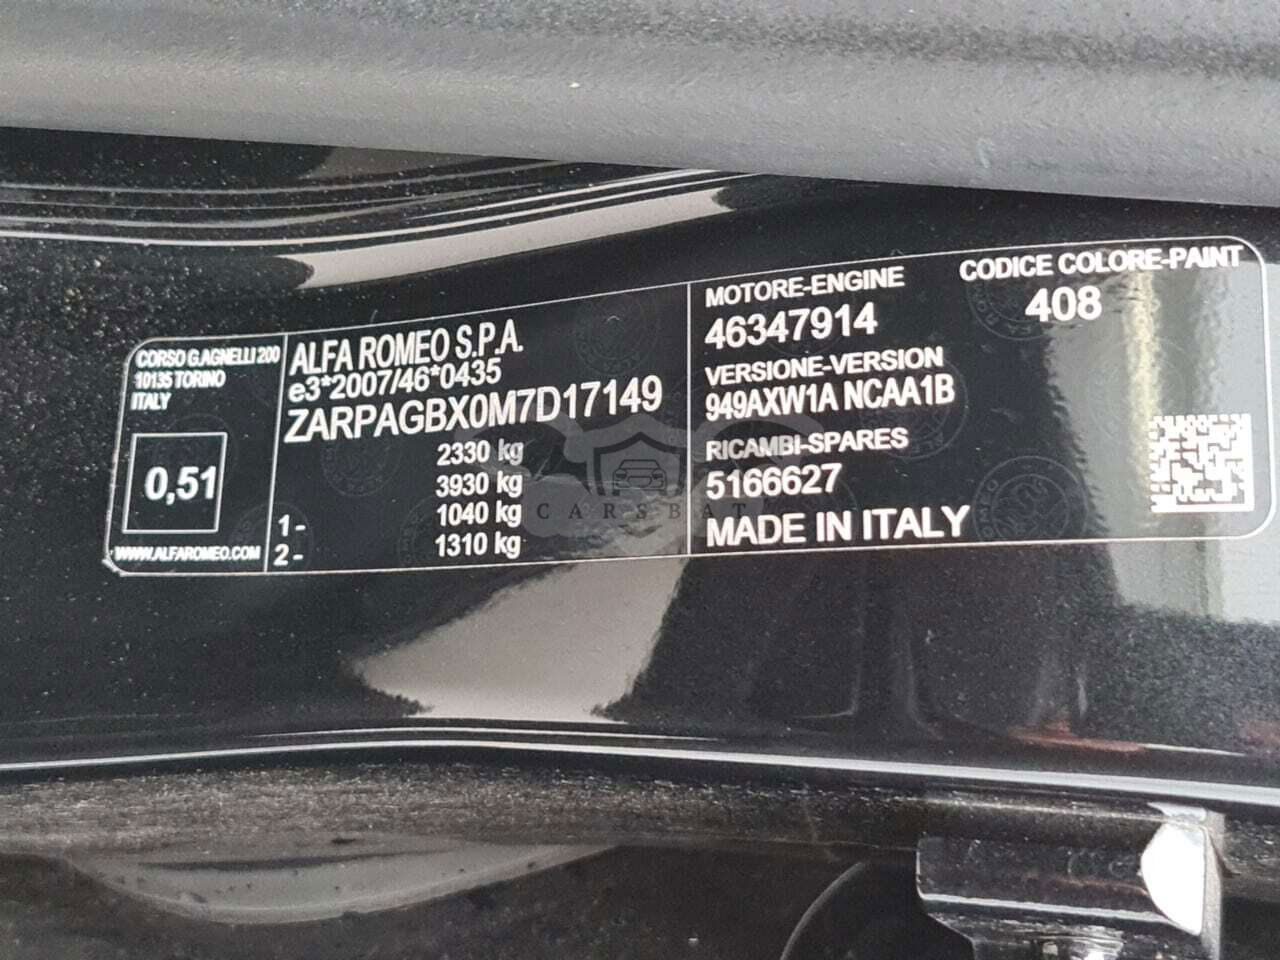 CORSO G.AGNELLI 200
10135 TORINO
ITALY
0,51
WWW.ALFAROMEO.COM
ALFA ROMEO S.P.A.
e3*2007/46*0435
ZARPAGBX0M7D17149
2330 kg
3930 kg
1- 1040 kg
2- 1310 kg
MOTORE-ENGINE
46347914
CODICE COLORE-PAINT
408
VERSIONE-VERSION
949AXW1A NCAA1B
RICAMBI-SPARES
5166627
MADE IN ITALY
CARSBAT